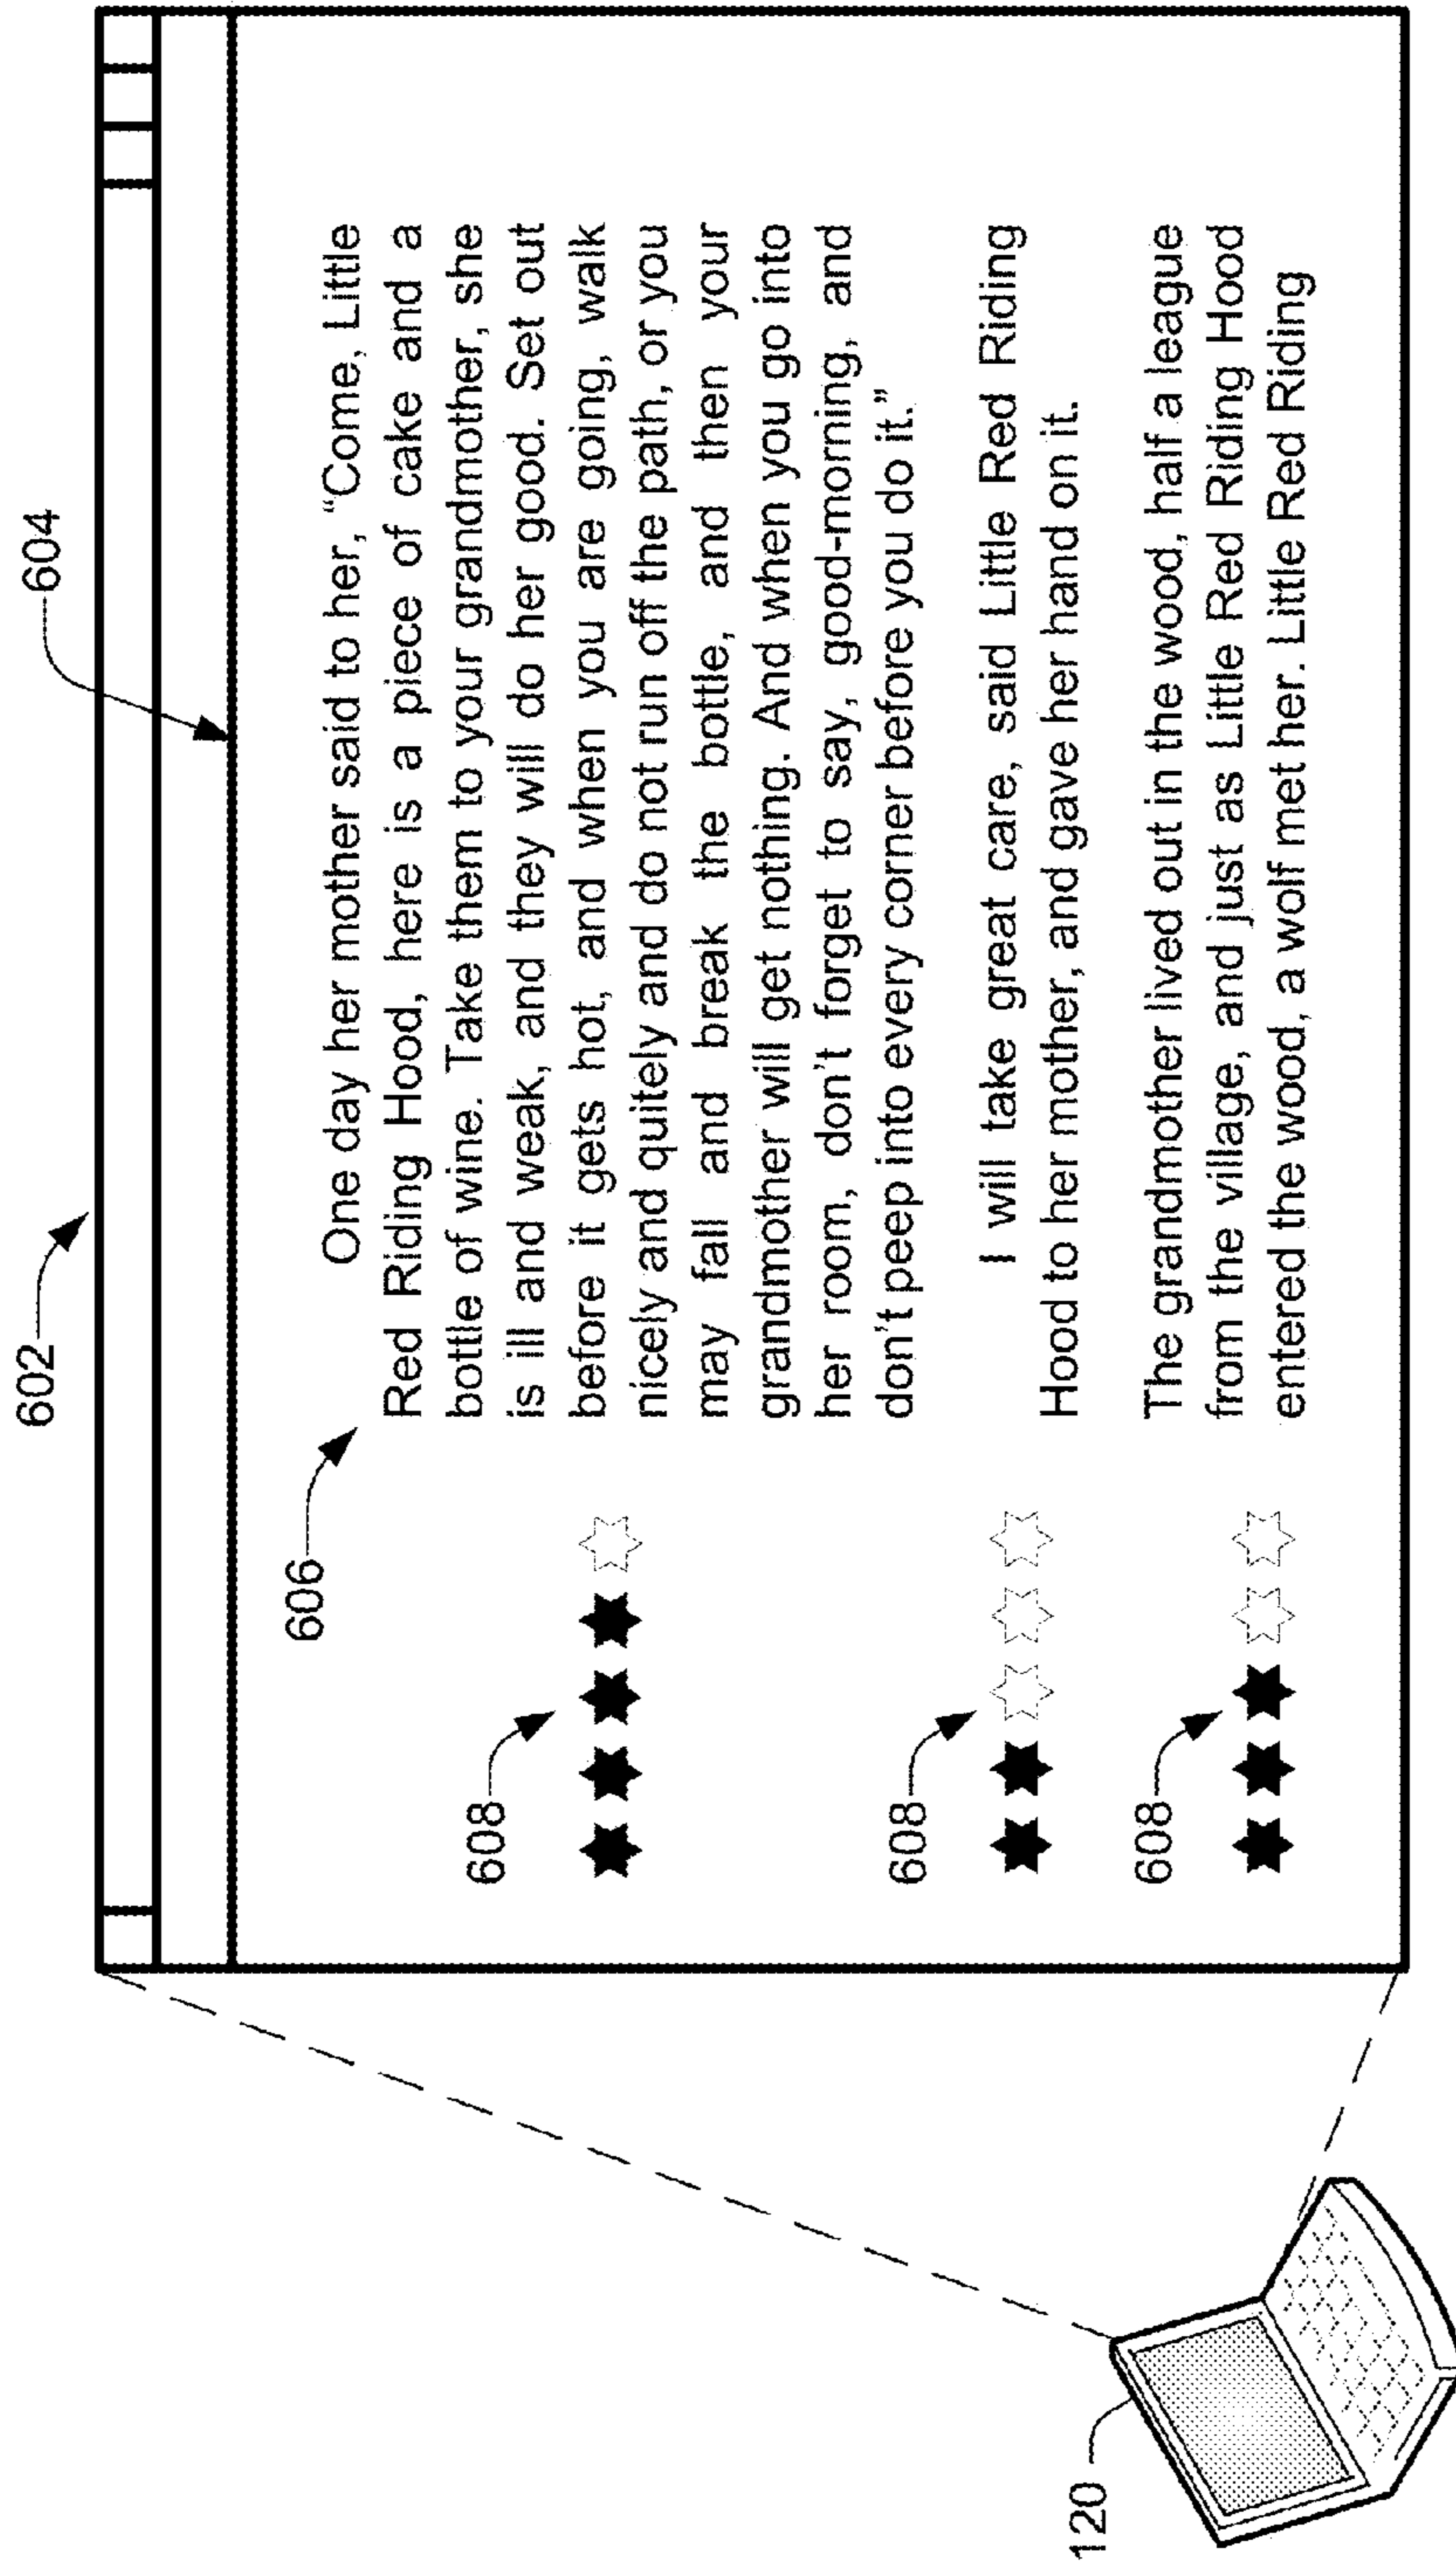 602
604
606
One day her mother said to her, “Come, Little
Red Riding Hood, here is a piece of cake and a
bottle of wine. Take them to your grandmother, she
is ill and weak, and they will do her good. Set out
before it gets hot, and when you are going, walk
nicely and quitely and do not run off the path, or you
may fall and break the bottle, and then your
grandmother will get nothing. And when you go into
her room, don't forget to say, good-morning, and
don't peep into every corner before you do it.”
608
I will take great care, said Little Red Riding
Hood to her mother, and gave her hand on it.
608
The grandmother lived out in the wood, half a league
from the village, and just as Little Red Riding Hood
entered the wood, a wolf met her. Little Red Riding
608
120